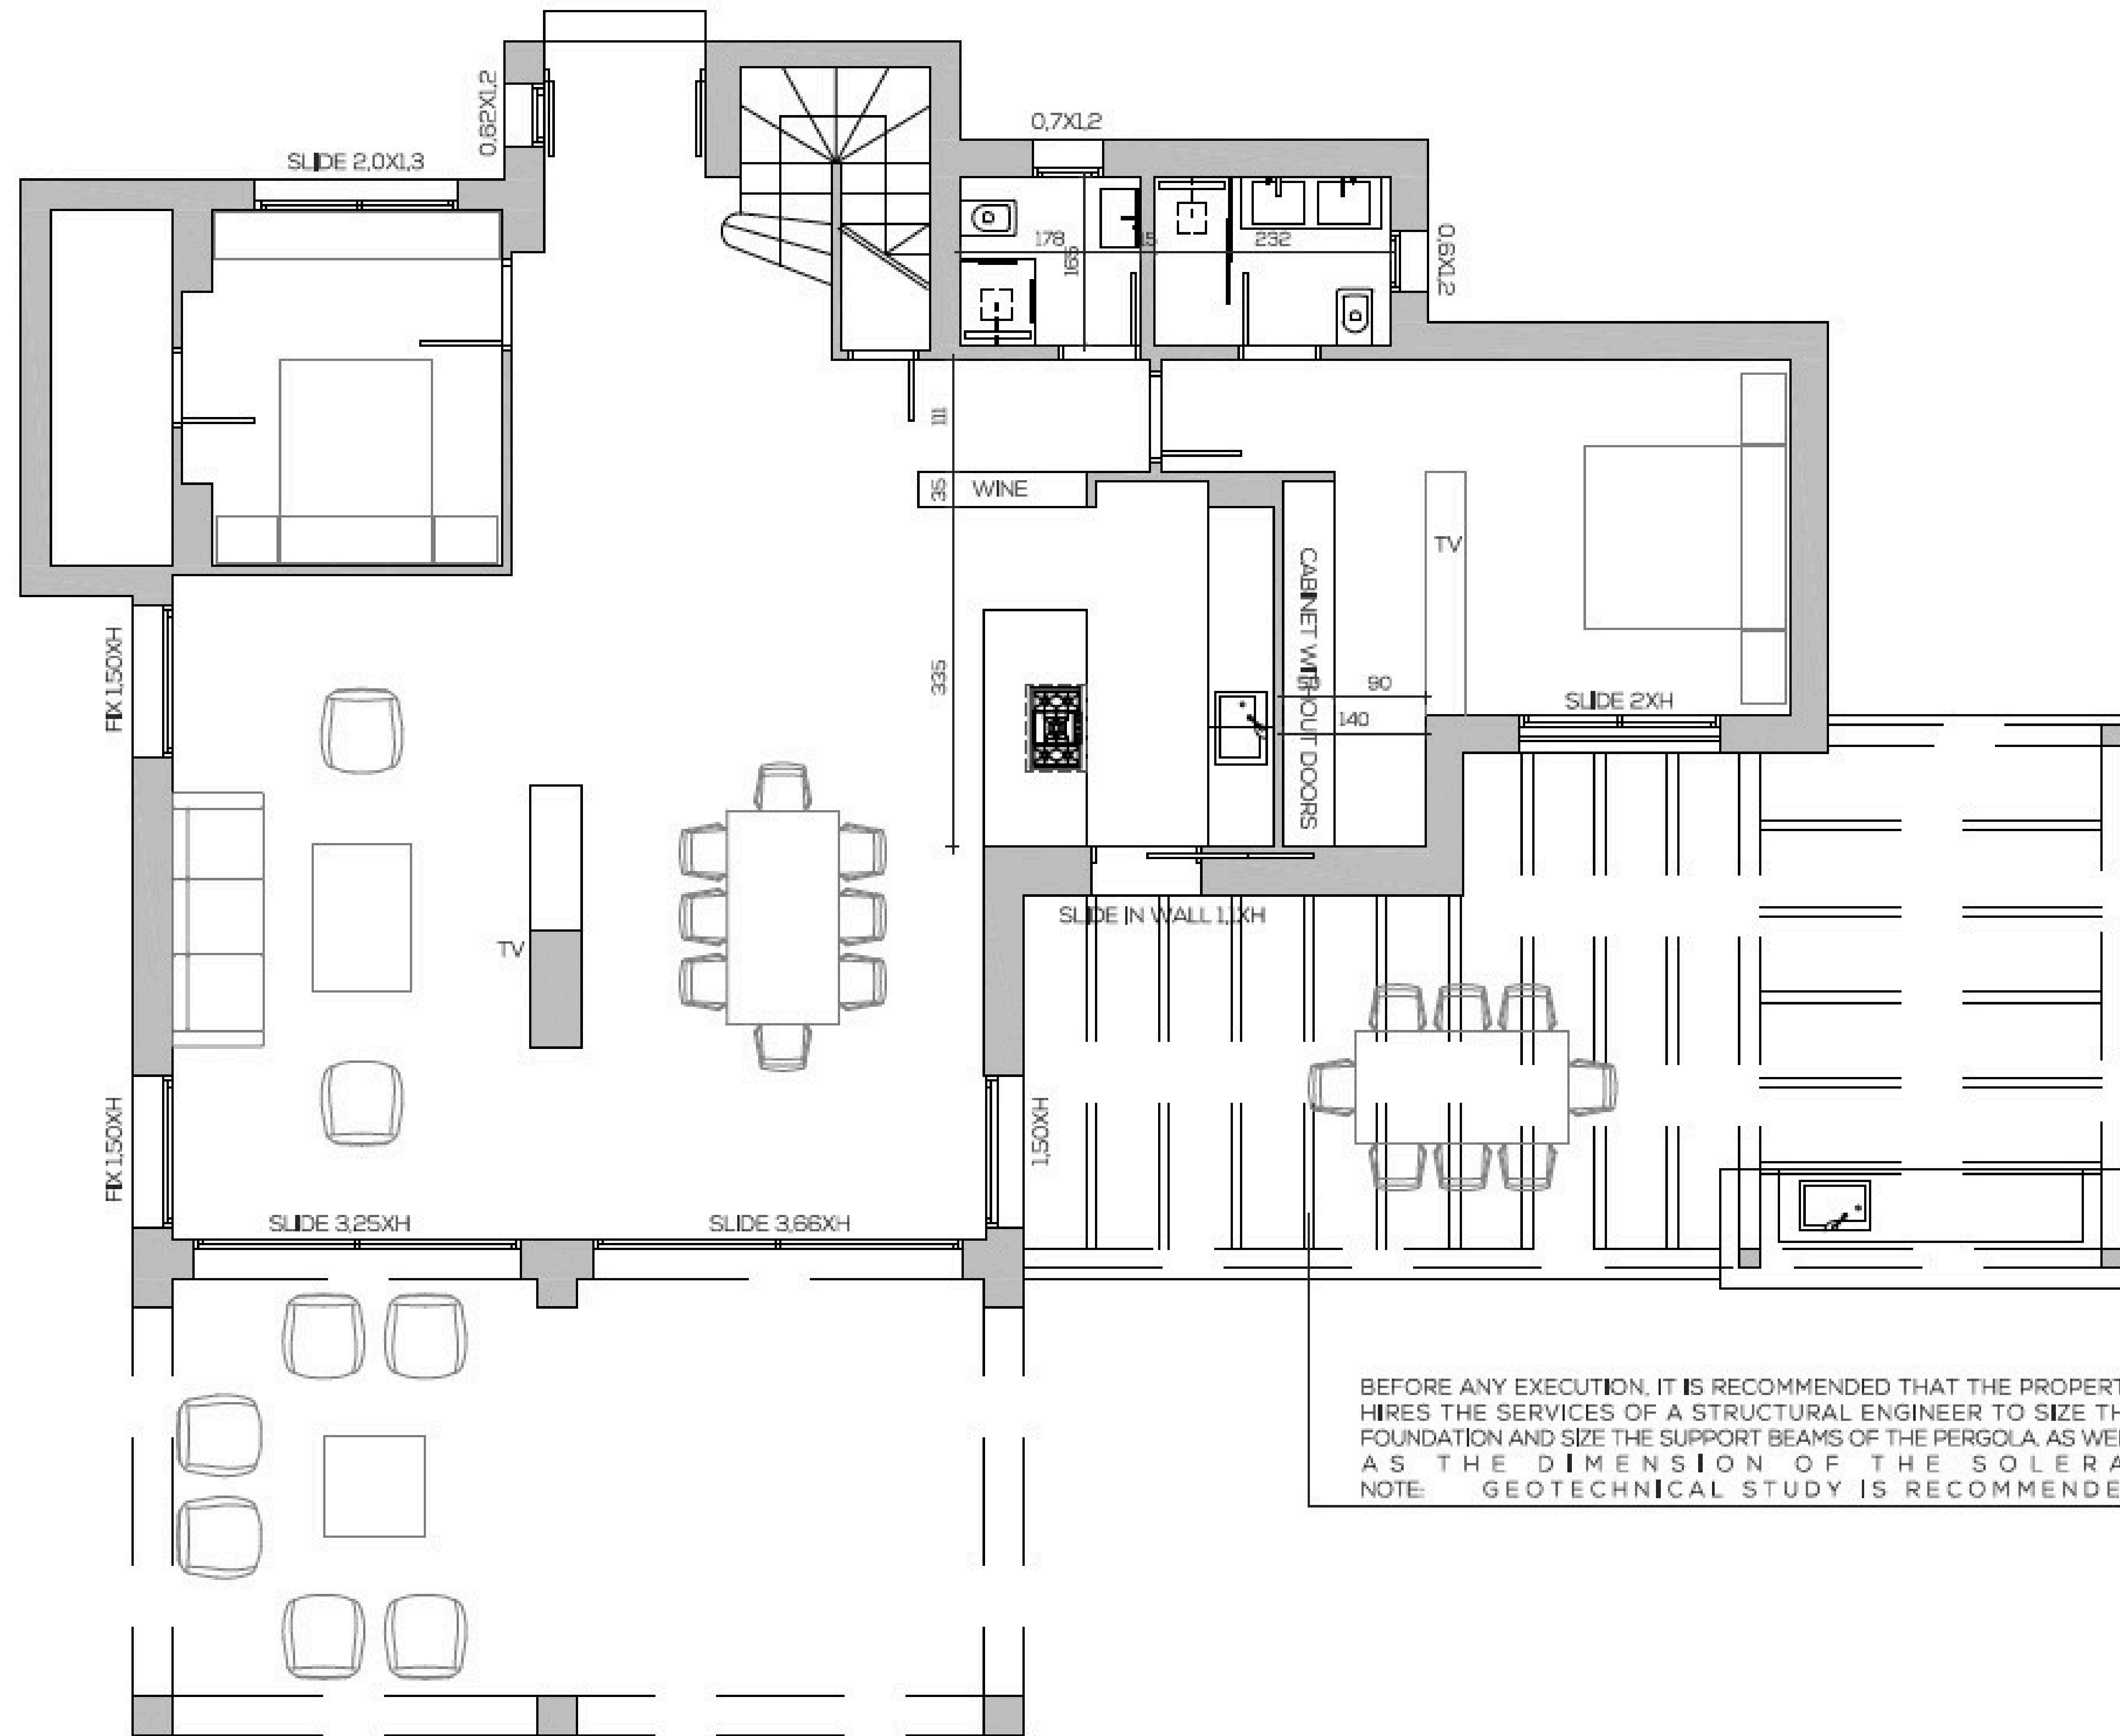 0,62X1,2
0,7X1,2
SLIDE 2,0X1,3
178
15
232
165
0,6X1,2
111
35
WINE
TV
CABINET WITHOUT DOORS
335
FIX 1,50XH
50
90
140
SLIDE 2XH
SLIDE IN WALL 1,1XH
TV
FIX 1,50XH
1,50XH
SLIDE 3,25XH
SLIDE 3,66XH
BEFORE ANY EXECUTION, IT IS RECOMMENDED THAT THE PROPERT
HIRES THE SERVICES OF A STRUCTURAL ENGINEER TO SIZE TH
FOUNDATION AND SIZE THE SUPPORT BEAMS OF THE PERGOLA, AS WEL
AS THE DIMENSION OF THE SOLERA
NOTE: GEOTECHNICAL STUDY IS RECOMMENDE